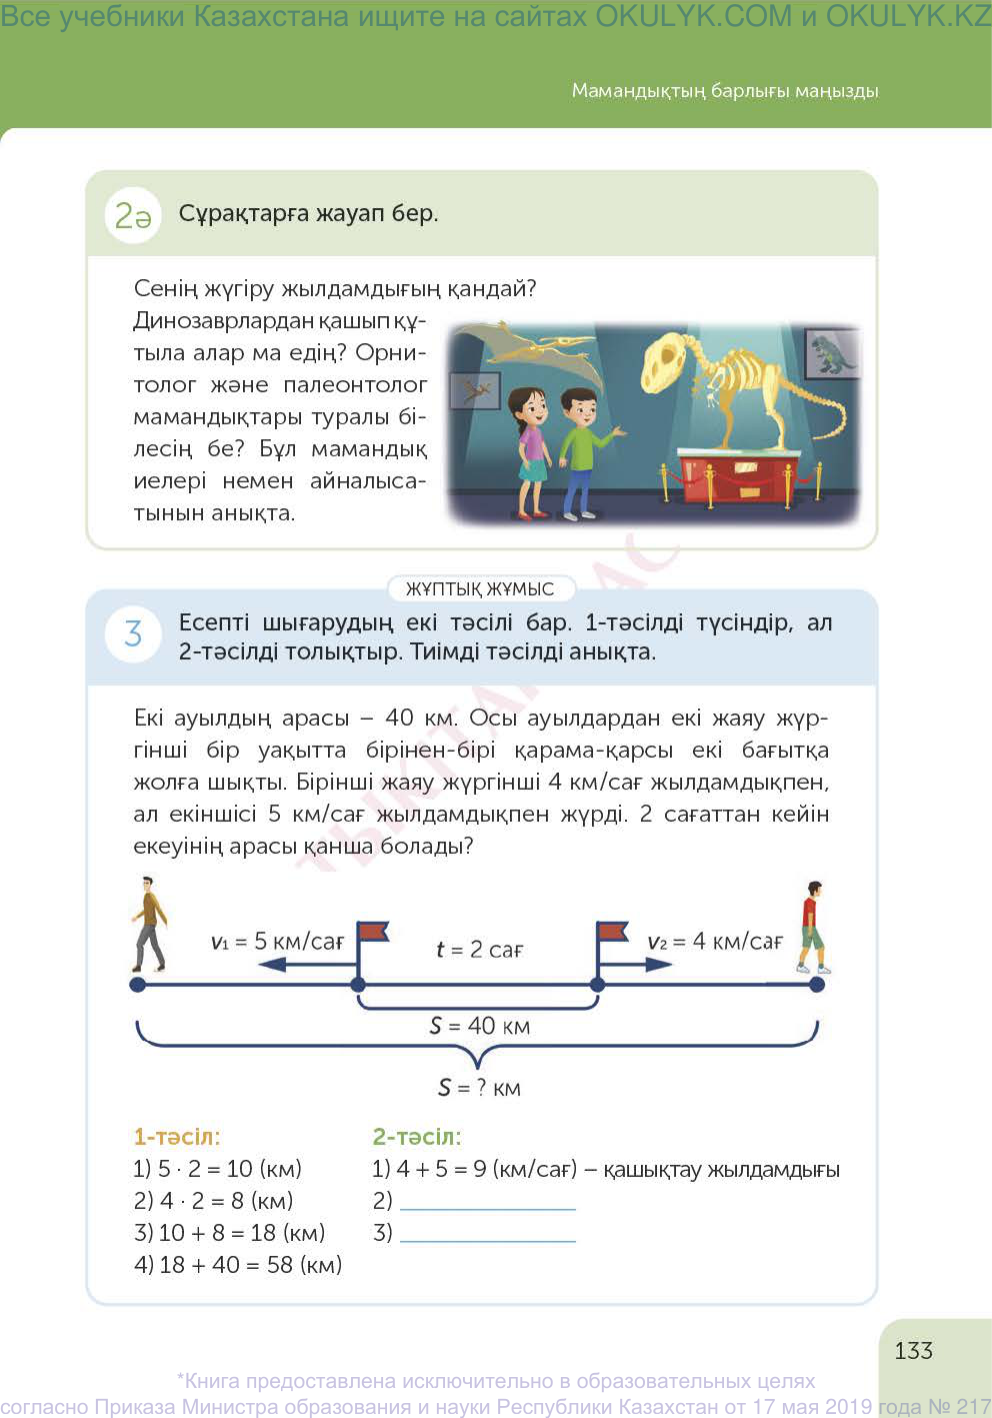 Все учебники Казахстана ищите на сайтах OKULYK.COM и OKULYK.KZ
Мамандықтың барлығы маңызды
2ә Сұрақтарға жауап бер.
Сенің жүгіру жылдамдығың қандай?
Динозаврлардан қашып құ-
тыла алар ма едің? Орни-
толог және палеонтолог
мамандықтары туралы бі-
лесің бе? Бұл мамандық
иелері немен айналыса-
тынын анықта.
ЖҰПТЫҚ ЖҰМЫС
3 Есепті шығарудың екі тәсілі бар. 1-тәсілді түсіндір, ал
2-тәсілді толықтыр. Тиімді тәсілді анықта.
Екі ауылдың арасы – 40 км. Осы ауылдардан екі жаяу жүр-
гінші бір уақытта бірінен-бірі қарама-қарсы екі бағытқа
жолға шықты. Бірінші жаяу жүргінші 4 км/сағ жылдамдықпен,
ал екіншісі 5 км/сағ жылдамдықпен жүрді. 2 сағаттан кейін
екеуінің арасы қанша болады?
v₁ = 5 км/сағ t = 2 сағ v₂ = 4 км/сағ
S = 40 км
S = ? км
1-тәсіл:
1) 5 · 2 = 10 (км)
2) 4 · 2 = 8 (км)
3) 10 + 8 = 18 (км)
4) 18 + 40 = 58 (км)
2-тәсіл:
1) 4 + 5 = 9 (км/сағ) – қашықтау жылдамдығы
2)
3)
133
*Книга предоставлена исключительно в образовательных целях
согласно Приказа Министра образования и науки Республики Казахстан от 17 мая 2019 года № 217